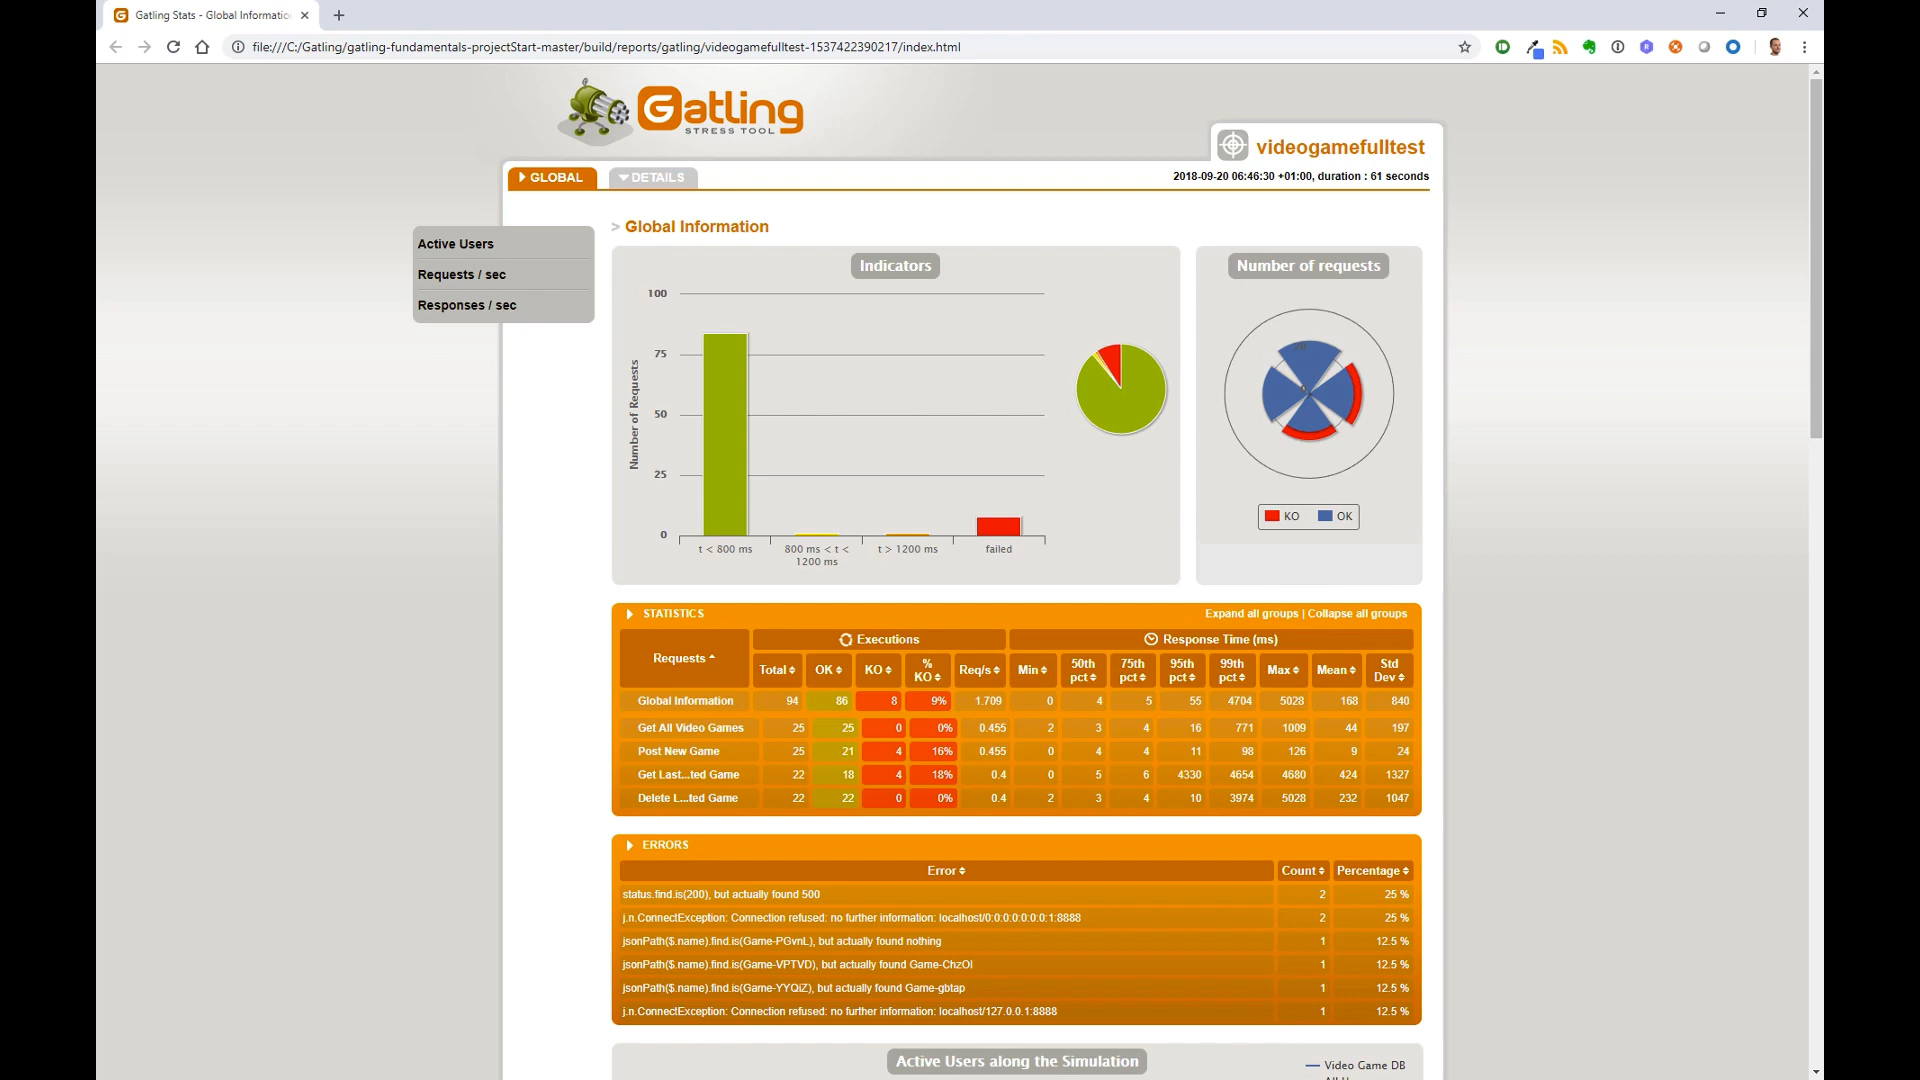 Gatling Stats - Global Informatio
file:///C:/Gatling/gatling-fundamentals-projectStart-master/build/reports/gatling/videogamefulltest-1537422390217/index.html
Gatling
STRESS TOOL
videogamefulltest
GLOBAL DETAILS
2018-09-20 06:46:30 +01:00, duration : 61 seconds
Active Users
Requests / sec
Responses / sec
> Global Information
Indicators
Number of Requests
100
75
50
25
0
t < 800 ms
800 ms < t < 1200 ms
t > 1200 ms
failed
Number of requests
KO OK
STATISTICS
Expand all groups | Collapse all groups
Requests Executions Response Time (ms)
Total OK KO % KO Req/s Min 50th pct 75th pct 95th pct 99th pct Max Mean Std Dev
Global Information 94 86 8 9% 1.709 0 4 5 55 4704 5028 168 840
Get All Video Games 25 25 0 0% 0.455 2 3 4 16 771 1009 44 197
Post New Game 25 21 4 16% 0.455 0 4 4 11 98 126 9 24
Get Last...ted Game 22 18 4 18% 0.4 0 5 6 4330 4654 4680 424 1327
Delete L...ted Game 22 22 0 0% 0.4 2 3 4 10 3974 5028 232 1047
ERRORS
Error Count Percentage
status.find.is(200), but actually found 500 2 25 %
j.n.ConnectException: Connection refused: no further information: localhost/0:0:0:0:0:0:0:1:8888 2 25 %
jsonPath($.name).find.is(Game-PGvnL), but actually found nothing 1 12.5 %
jsonPath($.name).find.is(Game-VPTVD), but actually found Game-ChzOl 1 12.5 %
jsonPath($.name).find.is(Game-YYQiZ), but actually found Game-gbtap 1 12.5 %
j.n.ConnectException: Connection refused: no further information: localhost/127.0.0.1:8888 1 12.5 %
Active Users along the Simulation
Video Game DB